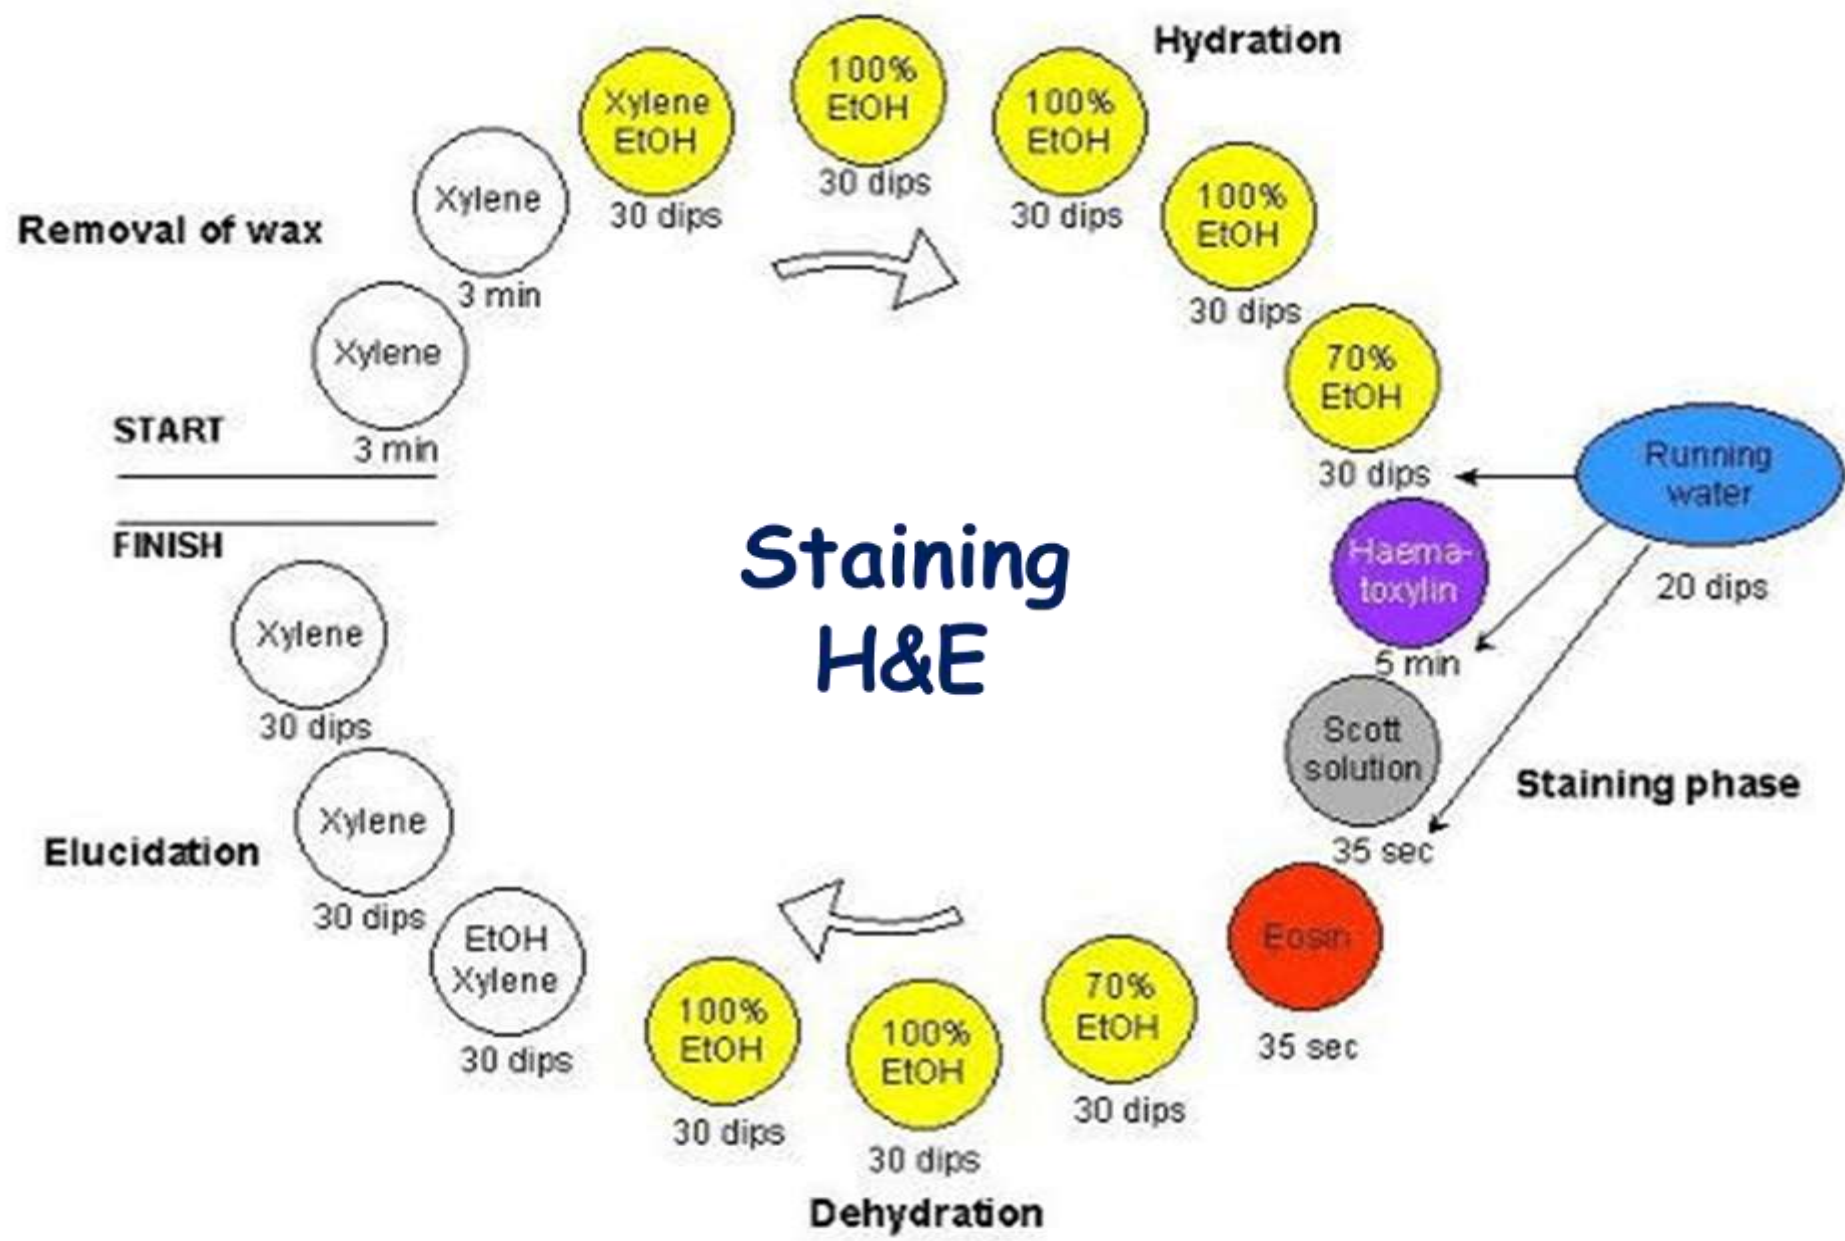 Hydration
Removal of wax
START
Xylene
3 min
Xylene
3 min
Xylene
EtOH
30 dips
100%
EtOH
30 dips
100%
EtOH
30 dips
100%
EtOH
30 dips
70%
EtOH
30 dips
Running
water
20 dips
Haema-
toxylin
5 min
Scott
solution
35 sec
Staining phase
Eosin
35 sec
70%
EtOH
30 dips
100%
EtOH
30 dips
100%
EtOH
30 dips
Dehydration
EtOH
Xylene
30 dips
Xylene
30 dips
Elucidation
Xylene
30 dips
FINISH
Staining
H&E